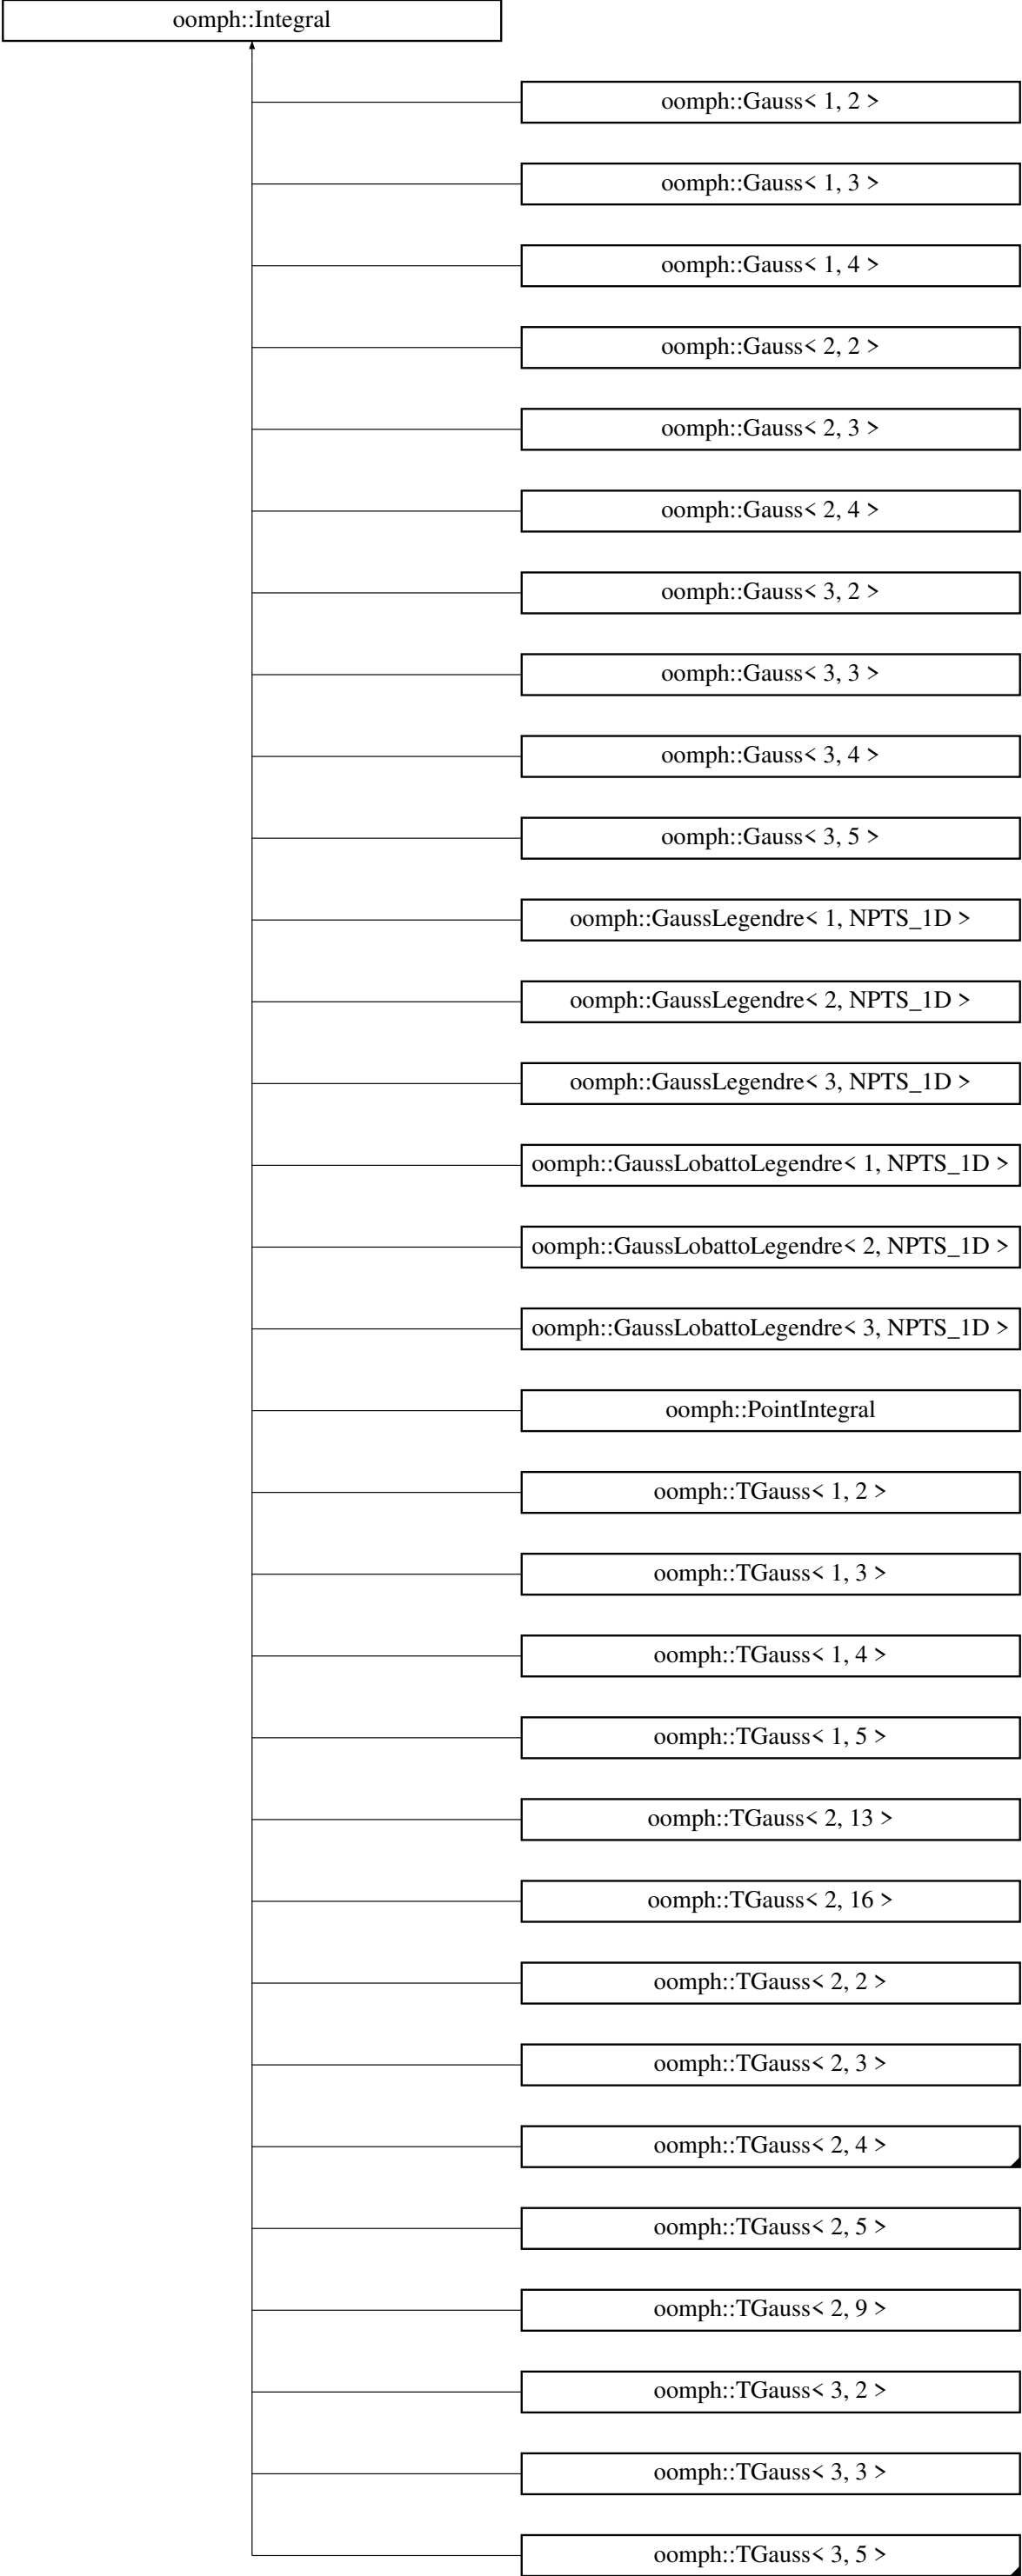 oomph::Integral
oomph::Gauss< 1, 2 >
oomph::Gauss< 1, 3 >
oomph::Gauss< 1, 4 >
oomph::Gauss< 2, 2 >
oomph::Gauss< 2, 3 >
oomph::Gauss< 2, 4 >
oomph::Gauss< 3, 2 >
oomph::Gauss< 3, 3 >
oomph::Gauss< 3, 4 >
oomph::Gauss< 3, 5 >
oomph::GaussLegendre< 1, NPTS_1D >
oomph::GaussLegendre< 2, NPTS_1D >
oomph::GaussLegendre< 3, NPTS_1D >
oomph::GaussLobattoLegendre< 1, NPTS_1D >
oomph::GaussLobattoLegendre< 2, NPTS_1D >
oomph::GaussLobattoLegendre< 3, NPTS_1D >
oomph::PointIntegral
oomph::TGauss< 1, 2 >
oomph::TGauss< 1, 3 >
oomph::TGauss< 1, 4 >
oomph::TGauss< 1, 5 >
oomph::TGauss< 2, 13 >
oomph::TGauss< 2, 16 >
oomph::TGauss< 2, 2 >
oomph::TGauss< 2, 3 >
oomph::TGauss< 2, 4 >
oomph::TGauss< 2, 5 >
oomph::TGauss< 2, 9 >
oomph::TGauss< 3, 2 >
oomph::TGauss< 3, 3 >
oomph::TGauss< 3, 5 >